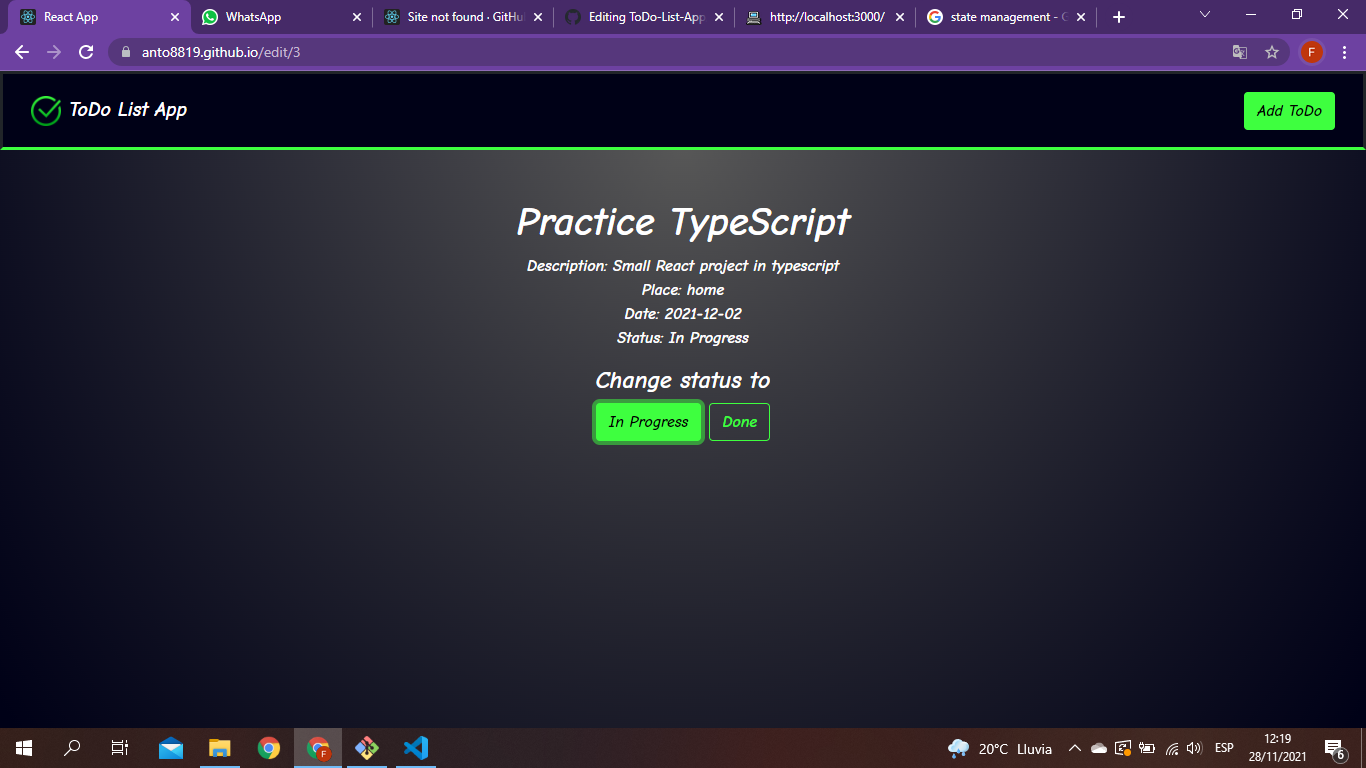 React App
WhatsApp
Site not found · GitHu
Editing ToDo-List-App
http://localhost:3000/
state management -
anto8819.github.io/edit/3
F
ToDo List App
Add ToDo
Practice TypeScript
Description: Small React project in typescript
Place: home
Date: 2021-12-02
Status: In Progress
Change status to
In Progress
Done
F
20°C Lluvia
ESP
12:19
28/11/2021
6